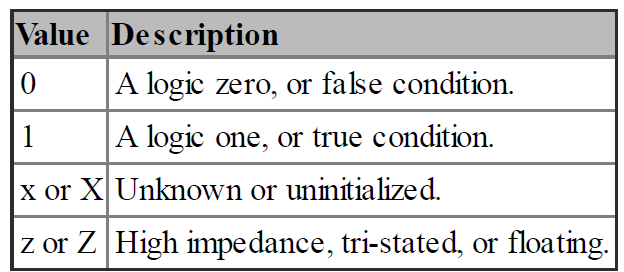 Value Description
0 A logic zero, or false condition.
1 A logic one, or true condition.
x or X Unknown or uninitialized.
z or Z High impedance, tri-stated, or floating.